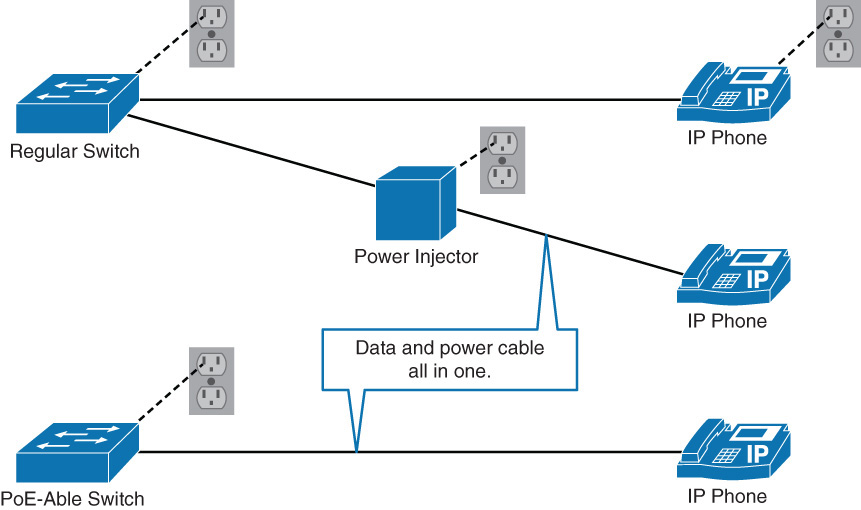 IP
Regular Switch
IP Phone
Power Injector
IP
IP Phone
Data and power cable
all in one.
IP
PoE-Able Switch
IP Phone